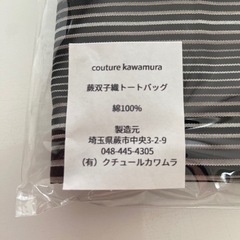 couture kawamura
蕨双子織トートバッグ
綿100%
製造元
埼玉県蕨市中央3-2-9
048-445-4305
（有）クチュールカワムラ